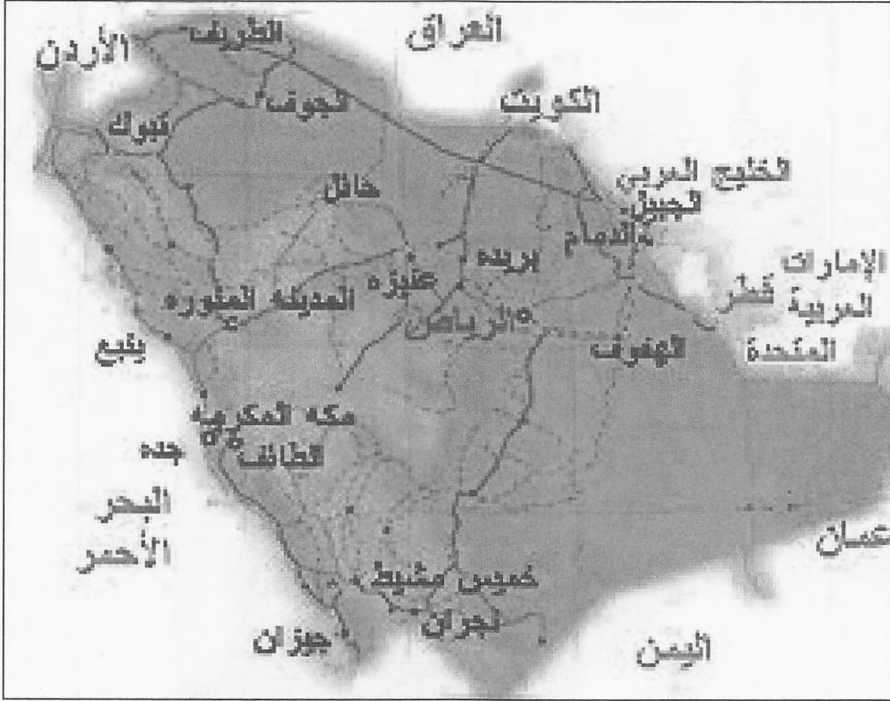 العراق
الأردن
الطريف
الجوف
الكويت
تبوك
حائل
الخليج العربي
الجبيل
الدمام
بريده
عنيزه
المدينه المنوره
الرياض
الهفوف
قطر
الإمارات
العربية
المتحدة
ينبع
مكه المكرمه
الطائف
جده
البحر
الأحمر
عمان
خميس مشيط
نجران
جيزان
اليمن